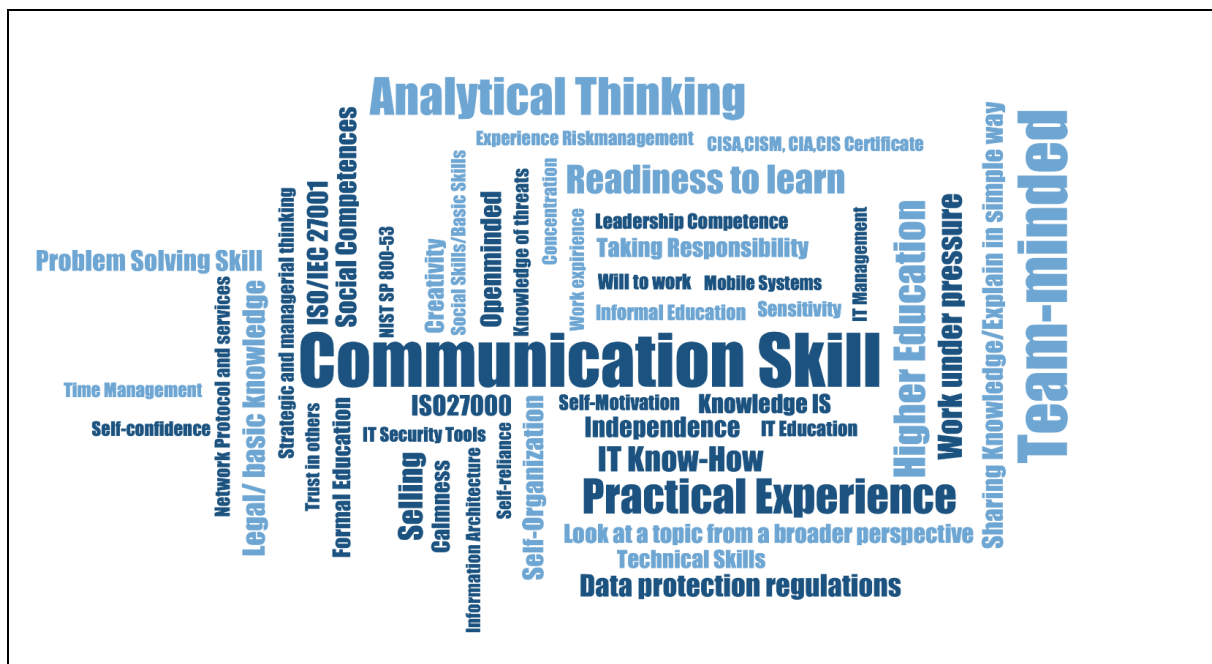 Analytical Thinking
Experience Riskmanagement
CISA,CISM, CIA,CIS Certificate
Readiness to learn
Leadership Competence
Taking Responsibility
Will to work
Mobile Systems
Informal Education
Sensitivity
IT Management
Work expirience
Concentration
Knowledge of threats
Openminded
Social Skills/Basic Skills
Creativity
NIST SP 800-53
Social Competences
ISO/IEC 27001
Strategic and managerial thinking
Problem Solving Skill
Network Protocol and services
Legal/ basic knowledge
Time Management
Self-confidence
Communication Skill
Higher Education
Work under pressure
Sharing Knowledge/Explain in simple way
Team-minded
Trust in others
Formal Education
ISO27000
IT Security Tools
Selling
Calmness
Information Architecture
Self-reliance
Self-Organization
Self-Motivation
Knowledge IS
Independence
IT Education
IT Know-How
Practical Experience
Look at a topic from a broader perspective
Technical Skills
Data protection regulations